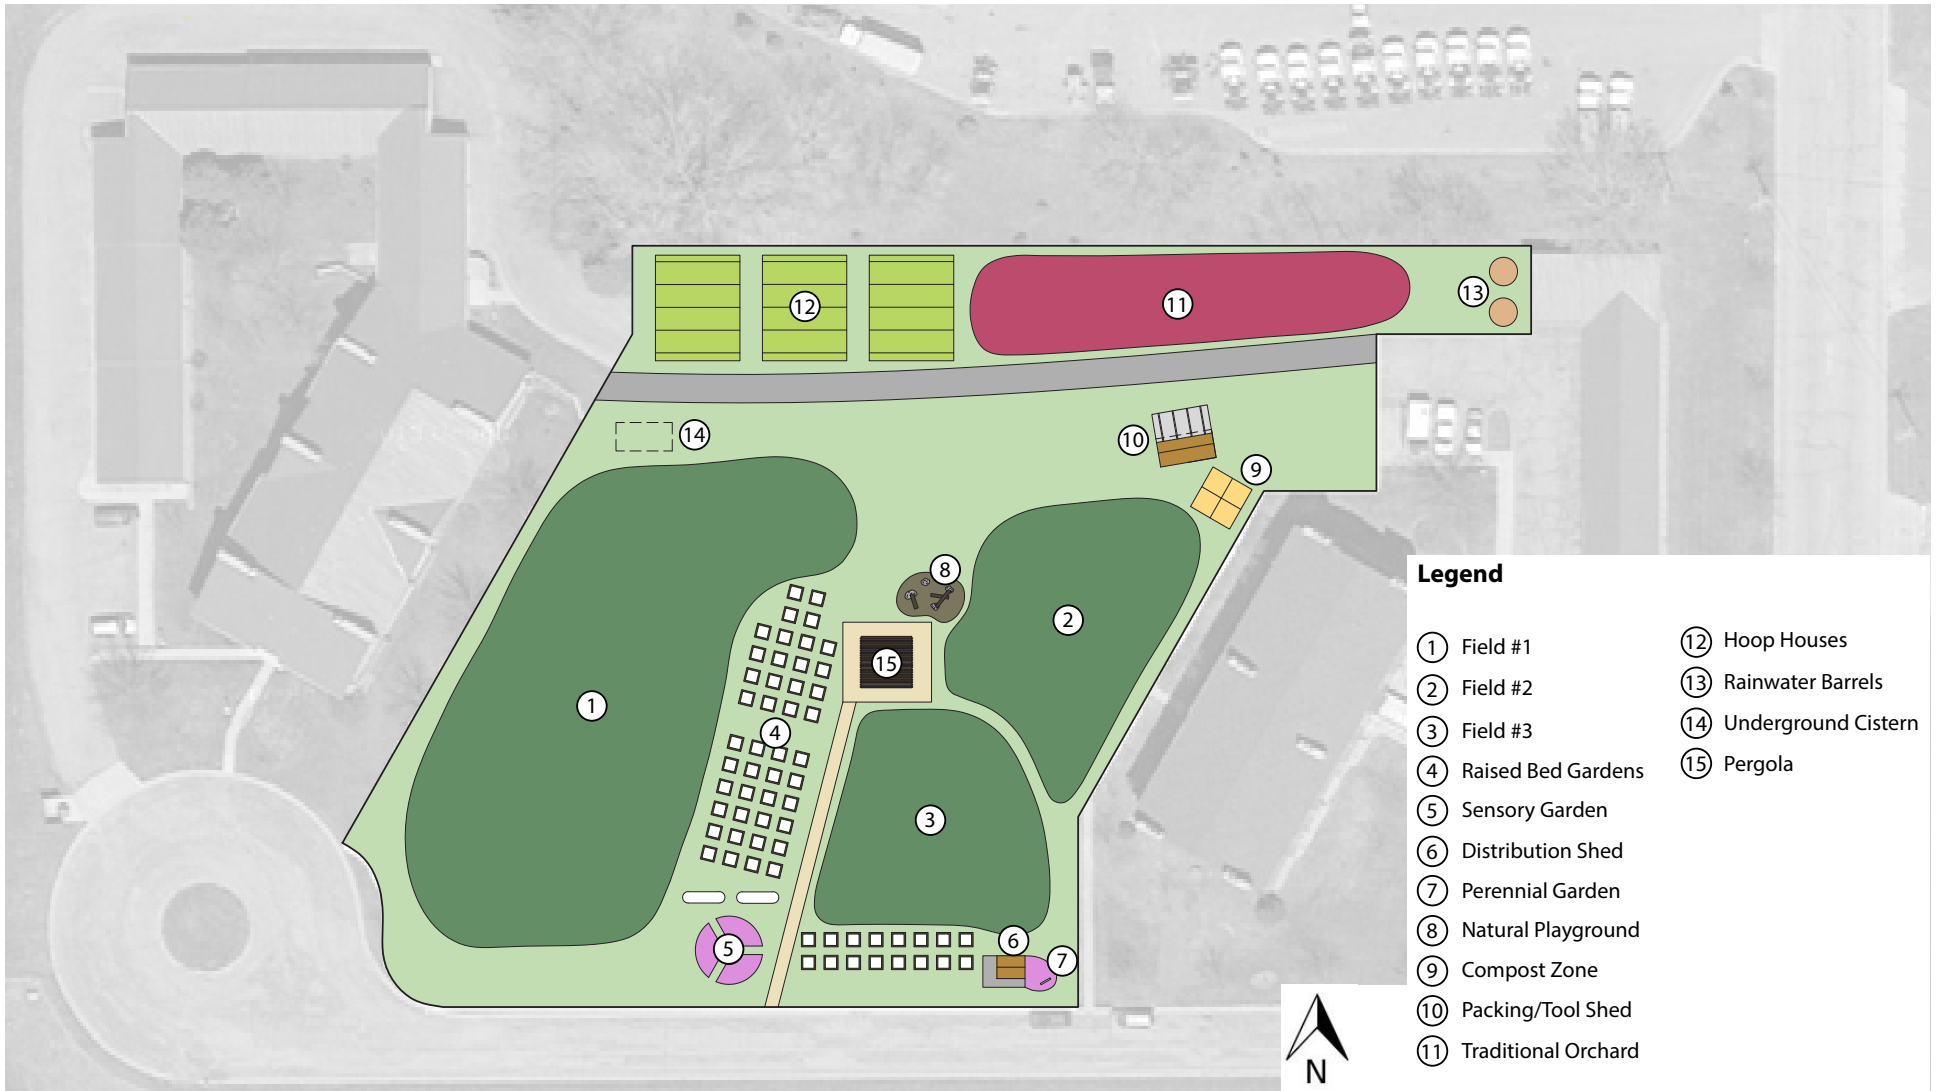 12
11
13
14
10
9
8
2
15
1
4
3
5
6
7
Legend
1 Field #1
2 Field #2
3 Field #3
4 Raised Bed Gardens
5 Sensory Garden
6 Distribution Shed
7 Perennial Garden
8 Natural Playground
9 Compost Zone
10 Packing/Tool Shed
11 Traditional Orchard
12 Hoop Houses
13 Rainwater Barrels
14 Underground Cistern
15 Pergola
N